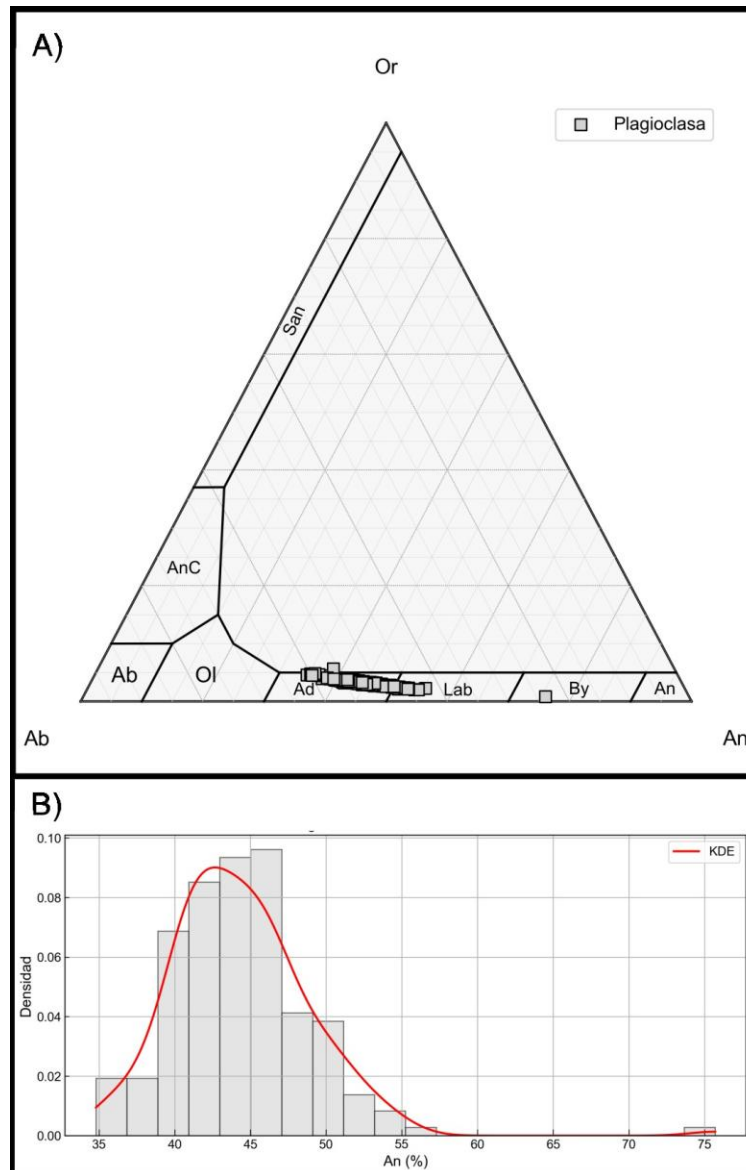 A)
Or
Plagioclasa
San
AnC
Ab
Ol
Ad
Lab
By
An
Ab
An
B)
0.10
KDE
0.08
0.06
Densidad
0.04
0.02
0.00
35 40 45 50 55 60 65 70 75
An (%)